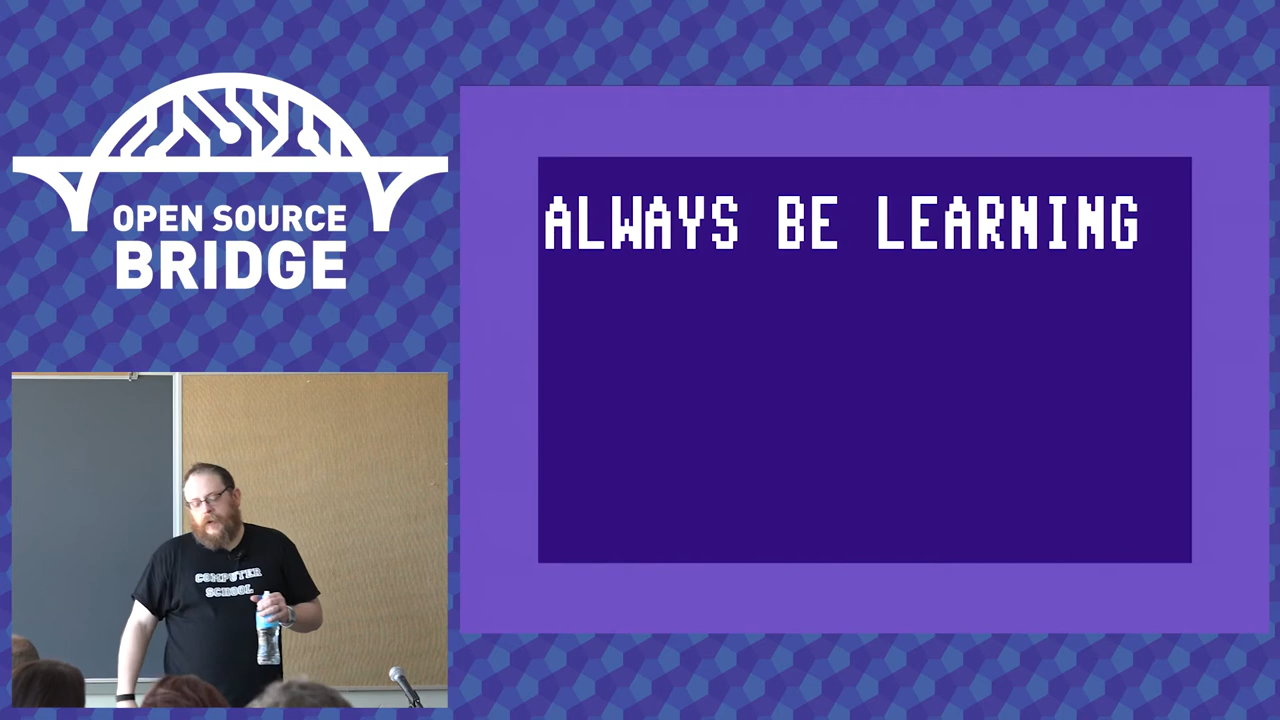 OPEN SOURCE
BRIDGE
ALWAYS BE LEARNING
COMPUTER
SCHOOL